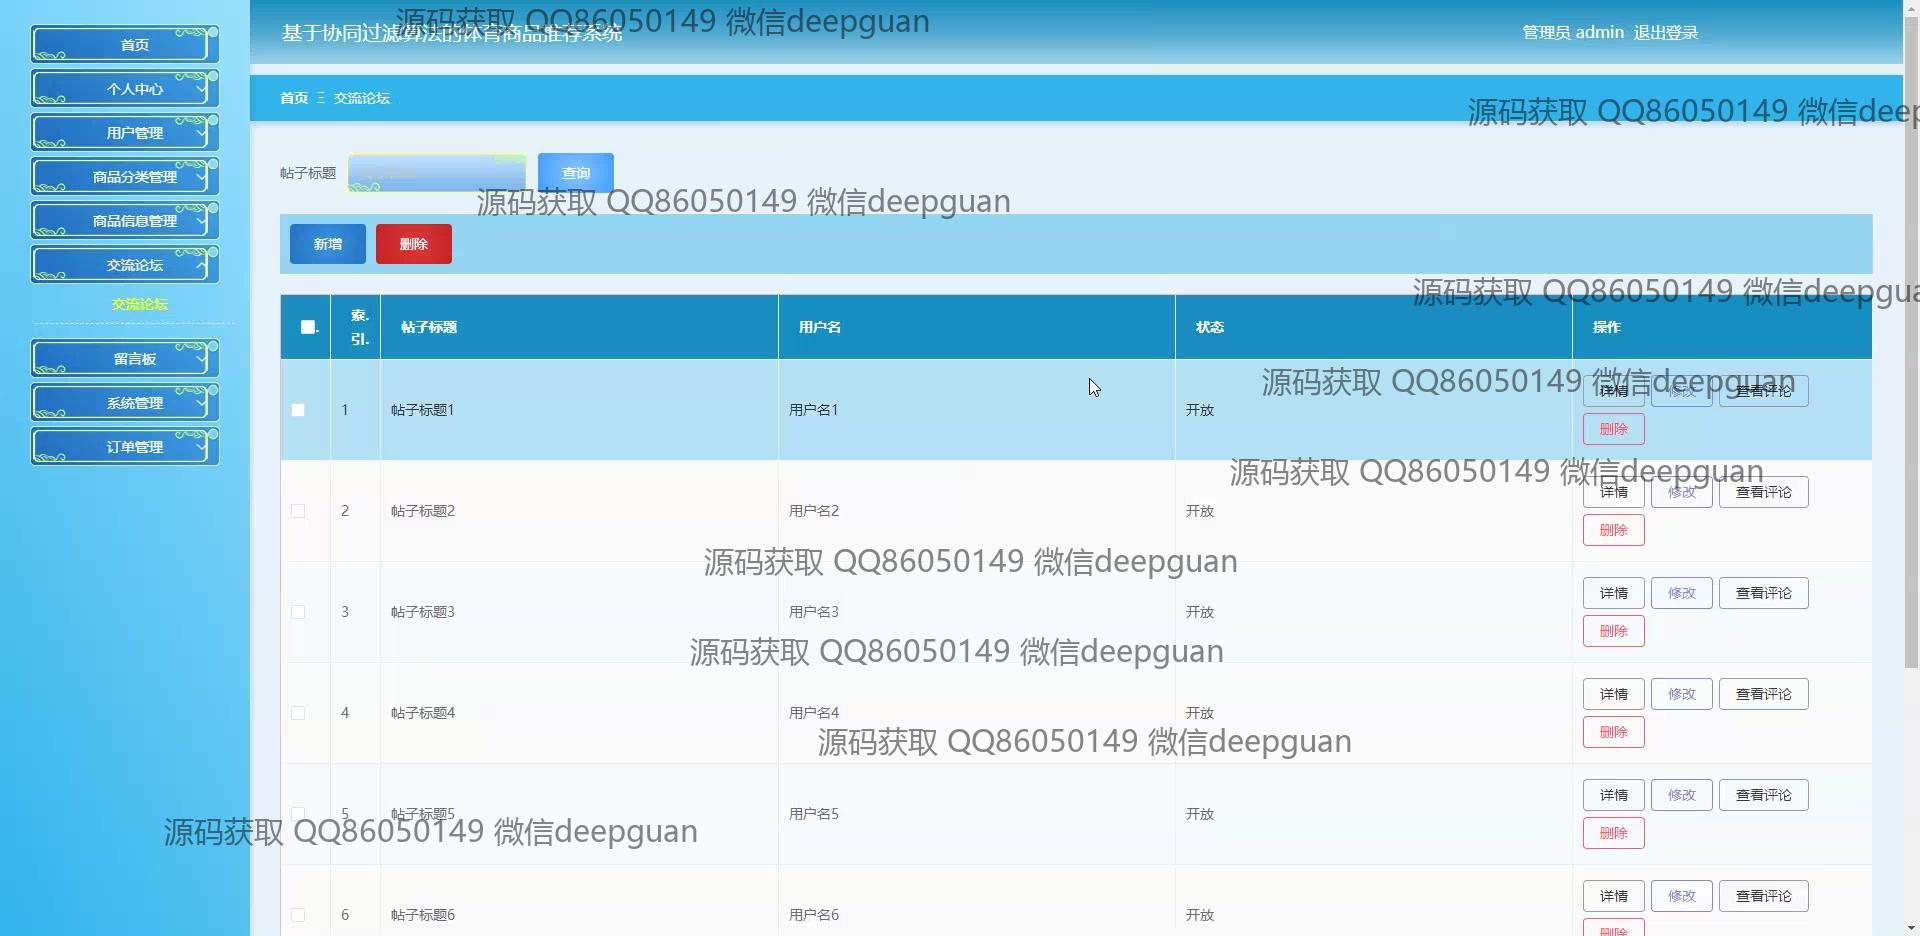 基于协同过滤算法的体育商品推荐系统
管理员 admin 退出登录
源码获取 QQ86050149 微信deepguan
首页
个人中心
用户管理
商品分类管理
商品信息管理
交流论坛
交流论坛
留言板
系统管理
订单管理
首页 Ξ 交流论坛
源码获取 QQ86050149 微信deep
帖子标题 查询
源码获取 QQ86050149 微信deepguan
新增 删除
源码获取 QQ86050149 微信deepgua
索. 帖子标题 用户名 状态 操作
引.
源码获取 QQ86050149 微信deepguan
1 帖子标题1 用户名1 开放 详情 修改 查看评论
删除
源码获取 QQ86050149 微信deepguan
2 帖子标题2 用户名2 开放 详情 修改 查看评论
删除
源码获取 QQ86050149 微信deepguan
3 帖子标题3 用户名3 开放 详情 修改 查看评论
删除
源码获取 QQ86050149 微信deepguan
4 帖子标题4 用户名4 开放 详情 修改 查看评论
删除
源码获取 QQ86050149 微信deepguan
5 帖子标题5 用户名5 开放 详情 修改 查看评论
删除
源码获取 QQ86050149 微信deepguan
6 帖子标题6 用户名6 开放 详情 修改 查看评论
删除